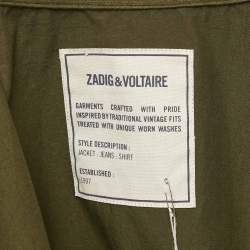 ZADIG&VOLTAIRE
GARMENTS CRAFTED WITH PRIDE
INSPIRED BY TRADITIONAL VINTAGE FITS
TREATED WITH UNIQUE WORN WASHES
STYLE DESCRIPTION :
JACKET . JEANS . SHIRT
ESTABLISHED :
1997